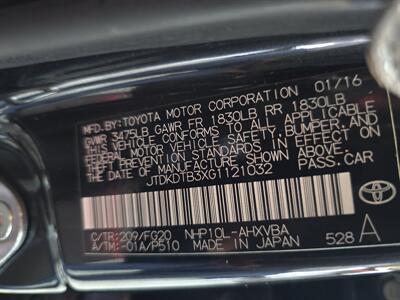 MFD.BY:TOYOTA MOTOR CORPORATION 01/16
GVWR 3475LB GAWR FR 1830LB RR 1830LB
THIS VEHICLE CONFORMS TO ALL APPLICABLE
FEDERAL MOTOR VEHICLE SAFETY, BUMPER, AND
THEFT PREVENTION STANDARDS IN EFFECT ON
THE DATE OF MANUFACTURE SHOWN ABOVE.
JTDKDTB3XG1121032 PASS.CAR
C/TR:209/FG20 NHP10L-AHXVBA
A/TM:-01A/P510 MADE IN JAPAN 528 A
TOYOTA